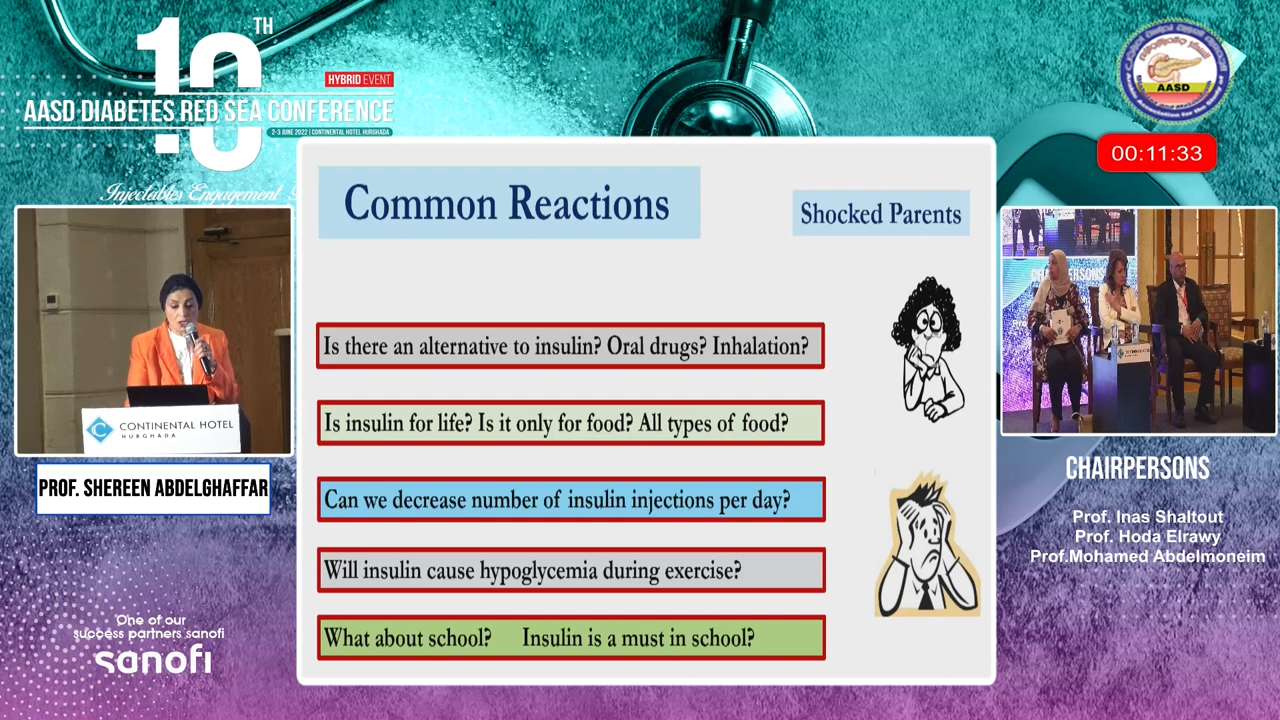 10TH
HYBRID EVENT
AASD DIABETES RED SEA CONFERENCE
2-3 JUNE 2022 | CONTINENTAL HOTEL HURGHADA
Injectables Engagement
AASD
00:11:33
Common Reactions
Shocked Parents
Is there an alternative to insulin? Oral drugs? Inhalation?
Is insulin for life? Is it only for food? All types of food?
Can we decrease number of insulin injections per day?
Will insulin cause hypoglycemia during exercise?
What about school? Insulin is a must in school?
CONTINENTAL HOTEL
HURGHADA
PROF. SHEREEN ABDELGHAFFAR
CHAIRPERSONS
Prof. Inas Shaltout
Prof. Hoda Elrawy
Prof.Mohamed Abdelmoneim
One of our
success partners sanofi
sanofi